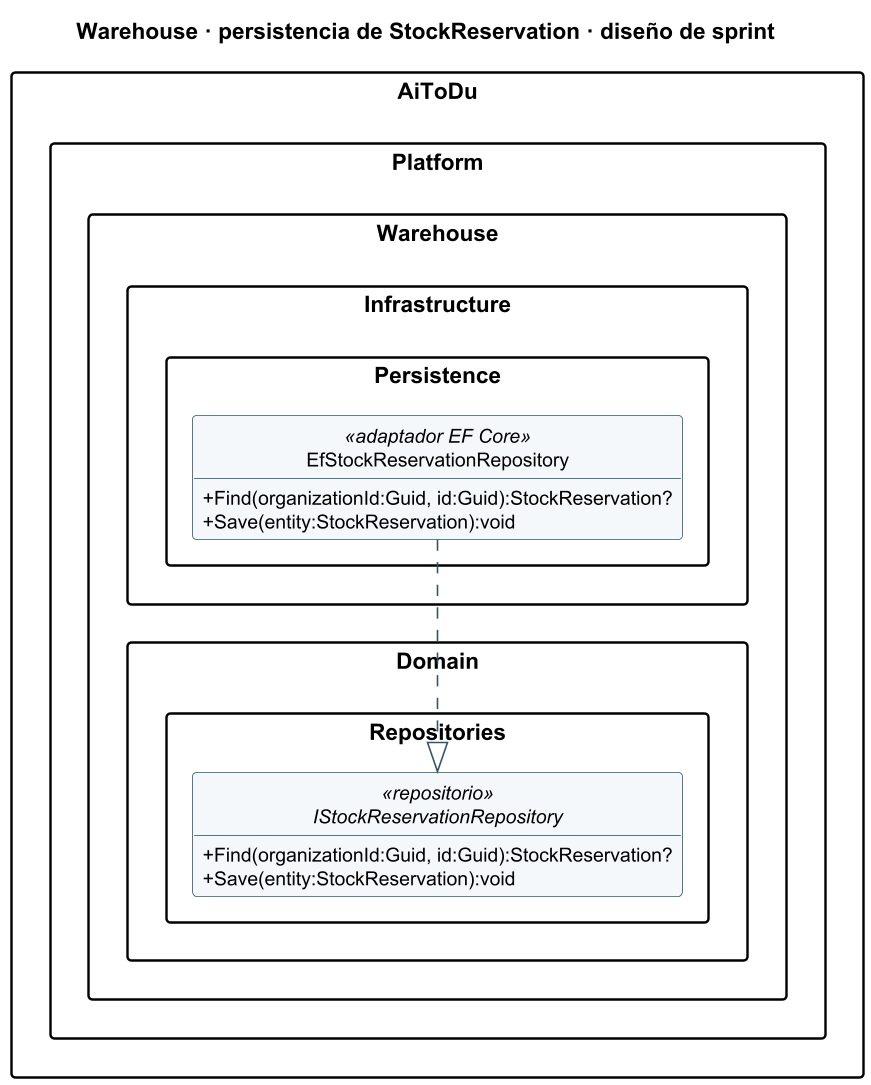 Warehouse · persistencia de StockReservation · diseño de sprint
AiToDu
Platform
Warehouse
Infrastructure
Persistence
«adaptador EF Core»
EfStockReservationRepository
+Find(organizationId:Guid, id:Guid):StockReservation?
+Save(entity:StockReservation):void
Domain
Repositories
«repositorio»
IStockReservationRepository
+Find(organizationId:Guid, id:Guid):StockReservation?
+Save(entity:StockReservation):void